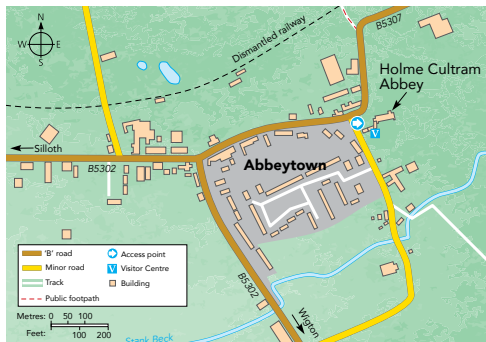 N
W E
S
B5307
Dismantled railway
Holme Cultram
Abbey
V
Silloth
B5302
Abbeytown
'B' road
Minor road
Track
Public footpath
Access point
V Visitor Centre
Building
Metres: 0 50 100
Feet: 100 200
B5302
Wigton
Stank Beck